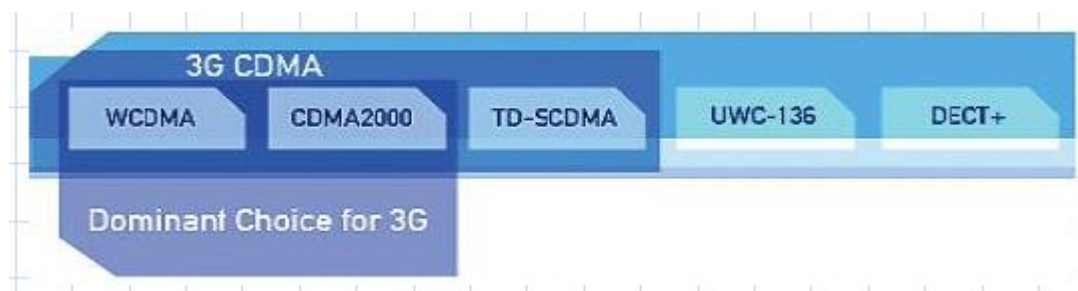 3G CDMA
WCDMA CDMA2000 TD-SCDMA UWC-136 DECT+
Dominant Choice for 3G